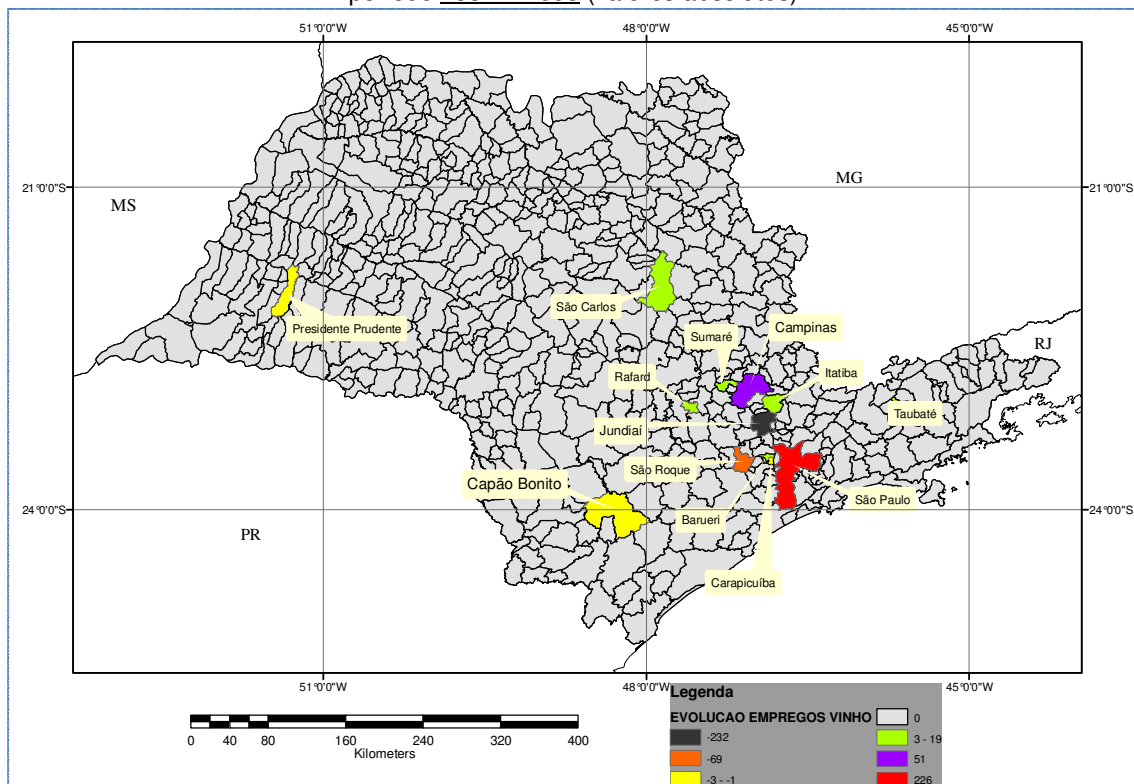 (valores absolutos)
51°0'0"W 48°0'0"W 45°0'0"W
21°0'0"S 21°0'0"S
MG
MS
São Carlos
Presidente Prudente
Campinas
Sumaré
RJ
Rafard
Itatiba
Taubaté
Jundiaí
São Roque
Capão Bonito
São Paulo
24°0'0"S 24°0'0"S
Barueri
PR
Carapicuíba
51°0'0"W 48°0'0"W 45°0'0"W
Legenda
EVOLUCAO EMPREGOS VINHO 0
-232 3 - 19
-69 51
-3 - -1 226
0 40 80 160 240 320 400
Kilometers